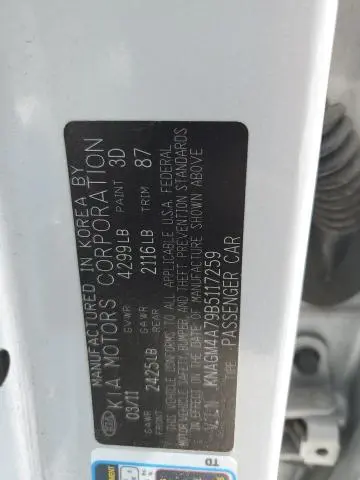 MANUFACTURED IN KOREA BY
KIA MOTORS CORPORATION
03/11 GVWR 4299LB PAINT 3D
GAWR FRONT 2425LB GAWR REAR 2116LB TRIM 87
THIS VEHICLE CONFORMS TO ALL APPLICABLE U.S.A. FEDERAL
MOTOR VEHICLE SAFETY, BUMPER, AND THEFT PREVENTION STANDARDS
IN EFFECT ON THE DATE OF MANUFACTURE SHOWN ABOVE
V.I.N: KNAGM4A79B5117259
TYPE: PASSENGER CAR
KIA
TD